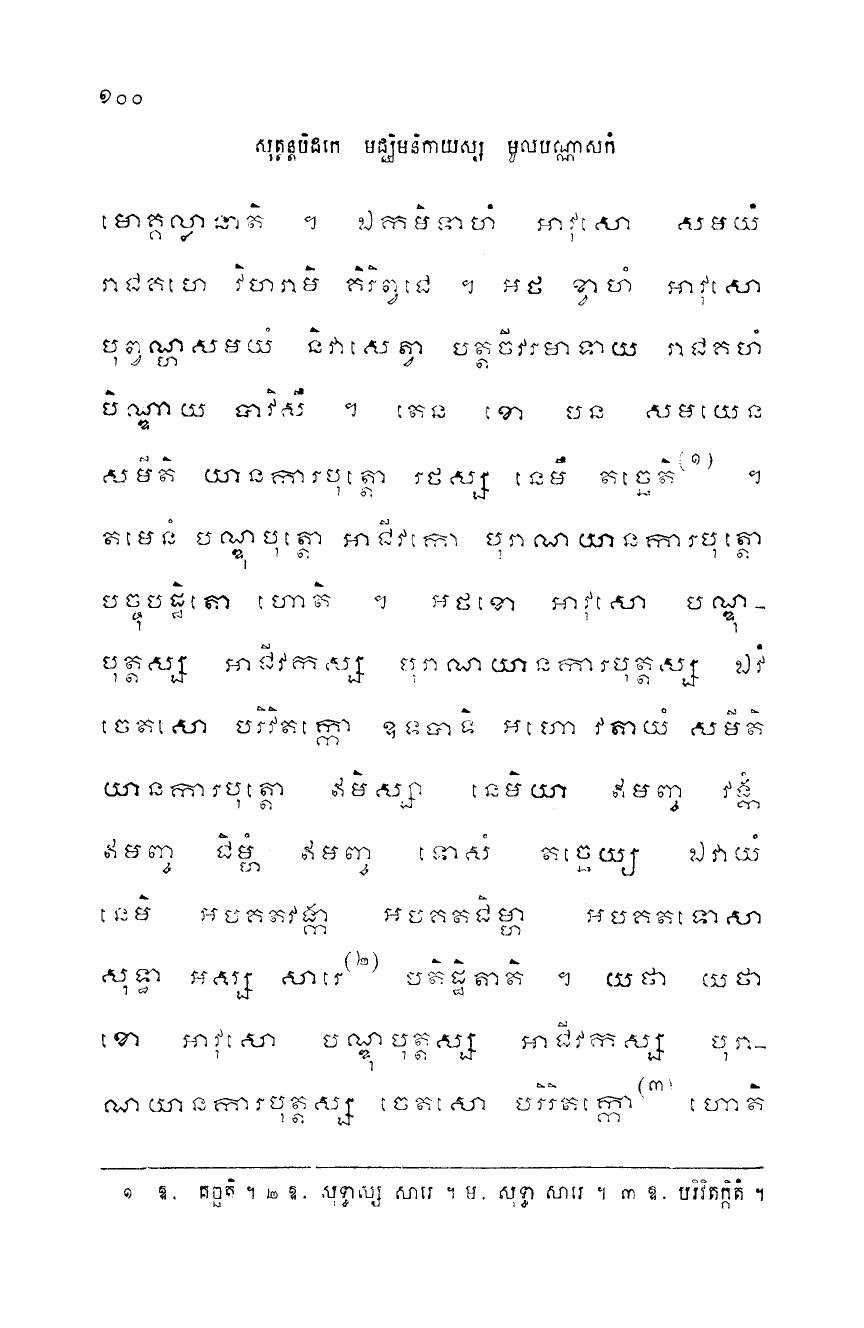 ១០០
សុត្តន្តបិដកេ មជ្ឈិមនិកាយស្ស មូលបណ្ណាសកំ
មោគ្គល្លានាតិ ។ ឯកមិទាហំ អាវុសោ សមយំ
រាជគហេ វិហរាមិ គិរិព្វជេ ។ អថ ខ្វាហំ អាវុសោ
បុព្វណ្ហសមយំ និវាសេត្វា បត្តចីវរមាទាយ រាជគហំ
បិណ្ឌាយ បាវិសឹ ។ តេន ខោ បន សមយេន
សមីតិ យានការបុត្តោ រថស្ស នេមឹ តច្ឆេតិ(១) ។
តមេនំ បណ្ឌុបុត្តោ អាជីវកោ បុរាណយានការបុត្តោ
បច្ចុបដ្ឋិតោ ហោតិ ។ អថខោ អាវុសោ បណ្ឌុ-
បុត្តស្ស អាជីវកស្ស បុរាណយានការបុត្តស្ស ឯវំ
ចេតសោ បរិវិតក្កោ ឧទបាទិ អហោ វតាយំ សមីតិ
យានការបុត្តោ ឥមិស្សា នេមិយា ឥមញ្ច វង្កំ
ឥមញ្ច ជិម្ហំ ឥមញ្ច ទោសំ តច្ឆេយ្យ ឯវាយំ
នេមិ អបគតវង្កា អបគតជិម្ហា អបគតទោសា
សុទ្ធា អស្ស សារេ(២) បតិដ្ឋិតាតិ ។ យថា យថា
ខោ អាវុសោ បណ្ឌុបុត្តស្ស អាជីវកស្ស បុរា-
ណយានការបុត្តស្ស ចេតសោ បរិវិតក្កោ(៣) ហោតិ
១ ឱ. គច្ឆតិ ។ ២ ឱ. សុទ្ធាស្ស សារេ ។ ម. សុទ្ធា សារេ ។ ៣ ឱ. បរិវិតក្កិតំ ។